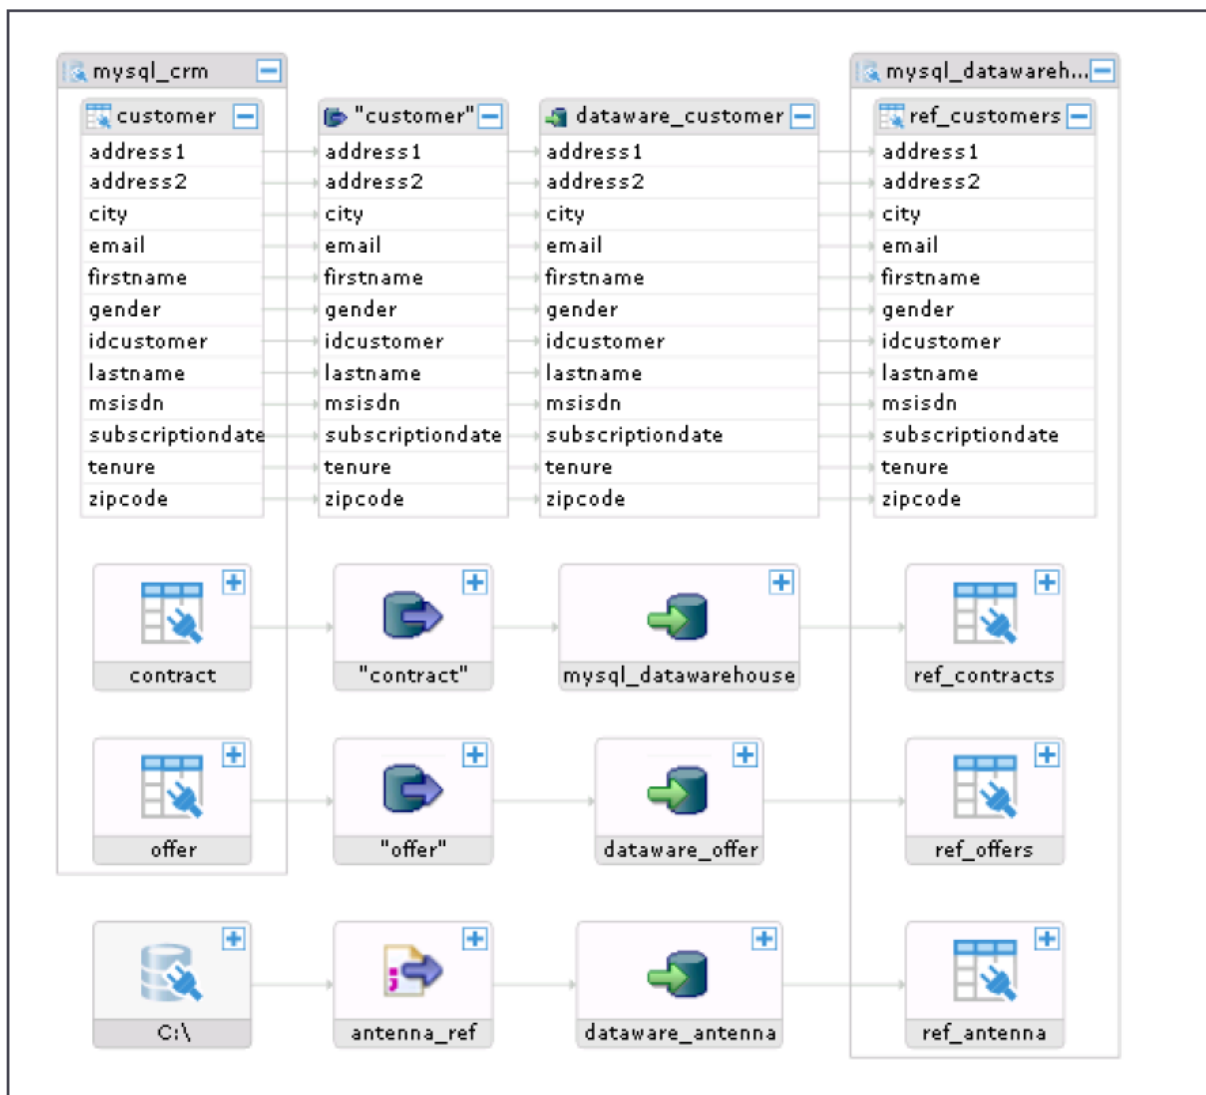 mysql_crm
mysql_datawareh...
customer
"customer"
dataware_customer
ref_customers
address1 address1 address1 address1
address2 address2 address2 address2
city city city city
email email email email
firstname firstname firstname firstname
gender gender gender gender
idcustomer idcustomer idcustomer idcustomer
lastname lastname lastname lastname
msisdn msisdn msisdn msisdn
subscriptiondate subscriptiondate subscriptiondate subscriptiondate
tenure tenure tenure tenure
zipcode zipcode zipcode zipcode
contract "contract" mysql_datawarehouse ref_contracts
offer "offer" dataware_offer ref_offers
C:\ antenna_ref dataware_antenna ref_antenna